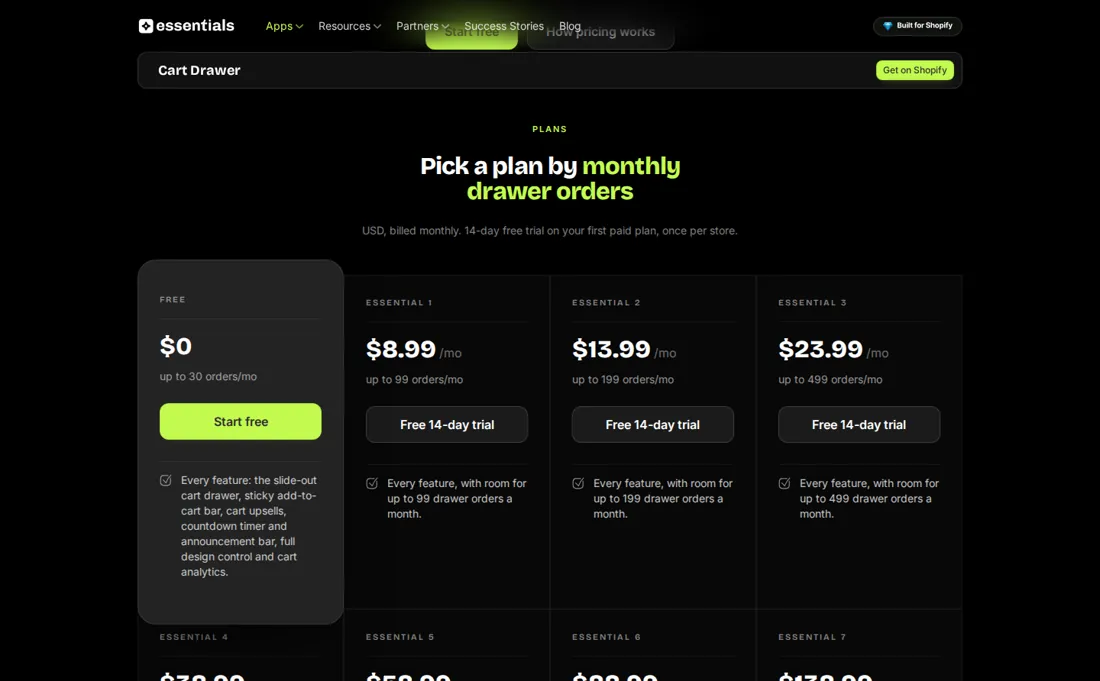 essentials
Apps
Resources
Partners
Success Stories
Blog
Built for Shopify
Start free
How pricing works
Cart Drawer
Get on Shopify
PLANS
Pick a plan by monthly
drawer orders
USD, billed monthly. 14-day free trial on your first paid plan, once per store.
FREE
$0
up to 30 orders/mo
Start free
Every feature: the slide-out
cart drawer, sticky add-to-
cart bar, cart upsells,
countdown timer and
announcement bar, full
design control and cart
analytics.
ESSENTIAL 1
$8.99 /mo
up to 99 orders/mo
Free 14-day trial
Every feature, with room for
up to 99 drawer orders a
month.
ESSENTIAL 2
$13.99 /mo
up to 199 orders/mo
Free 14-day trial
Every feature, with room for
up to 199 drawer orders a
month.
ESSENTIAL 3
$23.99 /mo
up to 499 orders/mo
Free 14-day trial
Every feature, with room for
up to 499 drawer orders a
month.
ESSENTIAL 4
ESSENTIAL 5
ESSENTIAL 6
ESSENTIAL 7